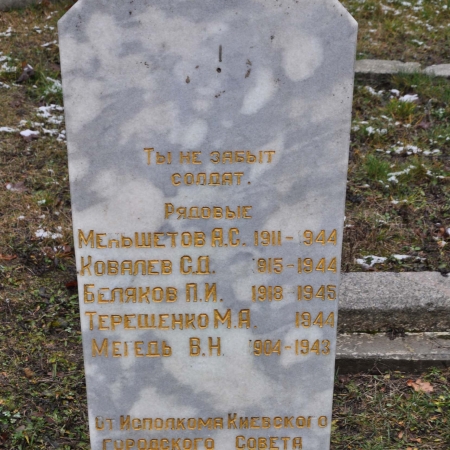 Ты не забыт
солдат.
Рядовые
Меньшетов А.С. 1911-1944
Ковалев С.Д. 1915-1944
Беляков П.И. 1918-1945
Терещенко М.А. 1944
Мегедь В.Н. 1904-1943
От Исполкома Киевского
городского Совета